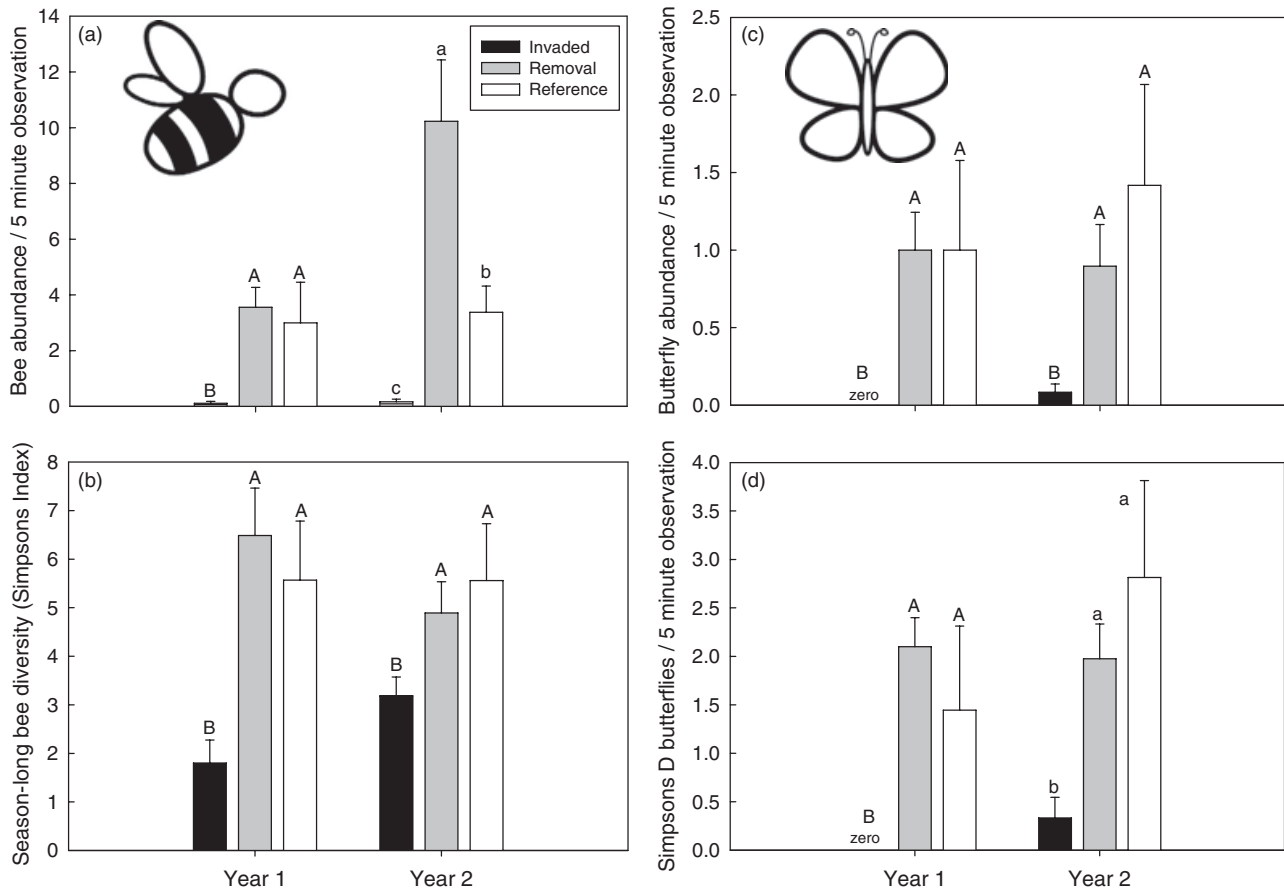 (a)
Bee abundance / 5 minute observation
14
12
10
8
6
4
2
0
Invaded
Removal
Reference
B
A
A
c
a
b
(c)
Butterfly abundance / 5 minute observation
2.5
2.0
1.5
1.0
0.5
0.0
B
zero
A
A
B
A
A
(b)
Season-long bee diversity (Simpsons Index)
8
7
6
5
4
3
2
1
0
B
A
A
B
A
A
Year 1
Year 2
(d)
Simpsons D butterflies / 5 minute observation
4.0
3.5
3.0
2.5
2.0
1.5
1.0
0.5
0.0
B
zero
A
A
b
a
a
Year 1
Year 2